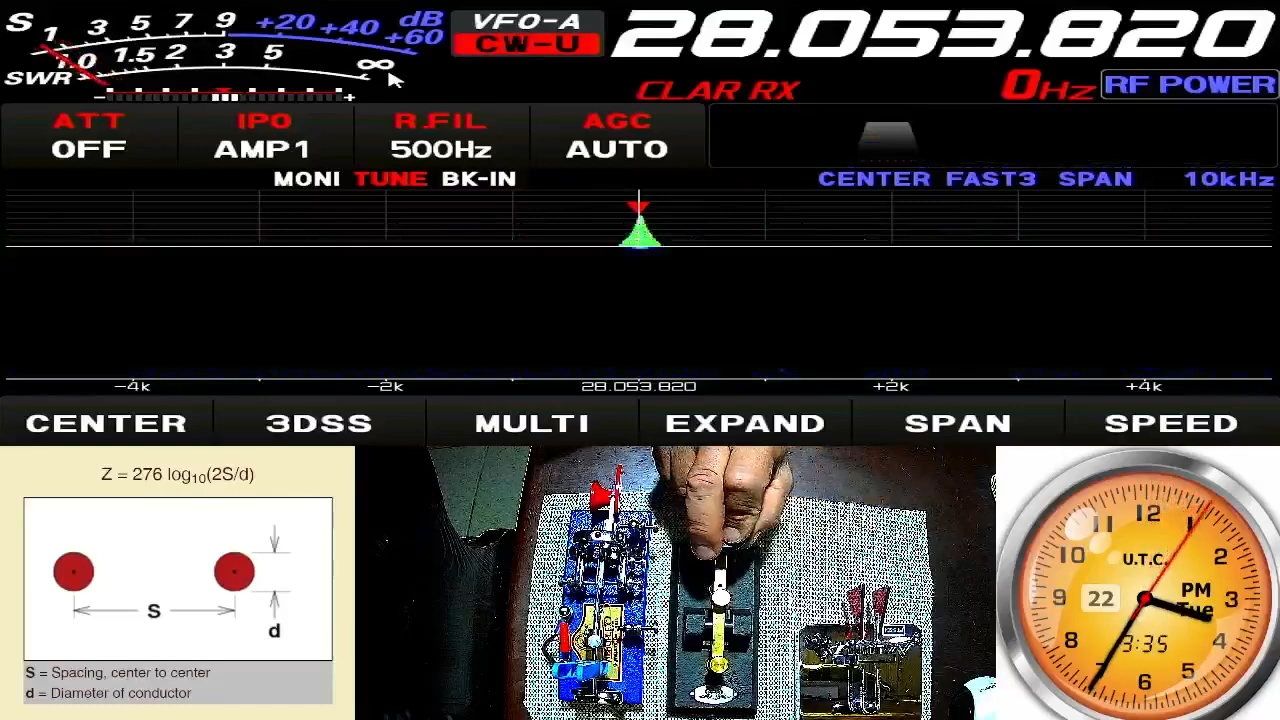 S 1 3 5 7 9 +20 +40 +60 dB
SWR 1.0 1.5 2 3 5 ∞
− +
VFO-A
CW-U
28.053.820
CLAR RX 0Hz RF POWER
ATT IPO R.FIL AGC
OFF AMP1 500Hz AUTO
MONI TUNE BK-IN CENTER FAST3 SPAN 10kHz
−4k −2k 28.053.820 +2k +4k
CENTER 3DSS MULTI EXPAND SPAN SPEED
Z = 276 log₁₀(2S/d)
S
d
S = Spacing, center to center
d = Diameter of conductor
12 1 2 3 4 5 6 7 8 9 10 11
U.T.C.
22
PM
Tue
3:35